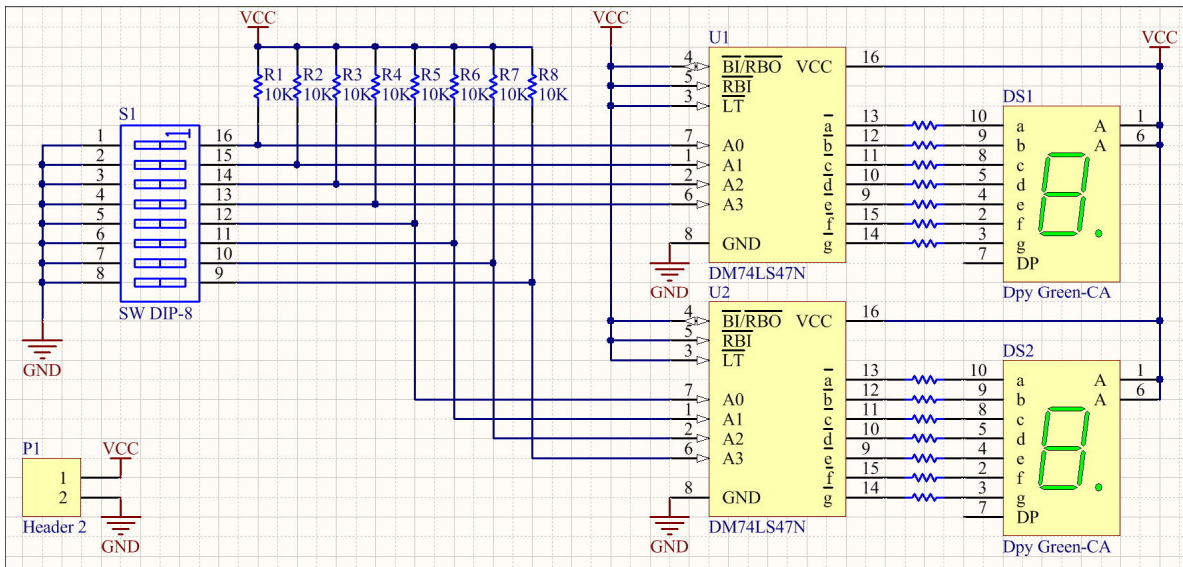 VCC
VCC
VCC
R1 R2 R3 R4 R5 R6 R7 R8
10K 10K 10K 10K 10K 10K 10K 10K
S1
1 16
2 15
3 14
4 13
5 12
6 11
7 10
8 9
SW DIP-8
GND
U1
4 BI/RBO VCC 16
5 RBI
3 LT
a 13
7 A0 b 12
1 A1 c 11
2 A2 d 10
6 A3 e 9
f 15
8 GND g 14
DM74LS47N
GND
DS1
10 a A 1
9 b A 6
8 c
5 d
4 e
2 f
3 g
7 DP
Dpy Green-CA
U2
4 BI/RBO VCC 16
5 RBI
3 LT
a 13
7 A0 b 12
1 A1 c 11
2 A2 d 10
6 A3 e 9
f 15
8 GND g 14
DM74LS47N
GND
DS2
10 a A 1
9 b A 6
8 c
5 d
4 e
2 f
3 g
7 DP
Dpy Green-CA
P1
VCC
1
2
Header 2
GND